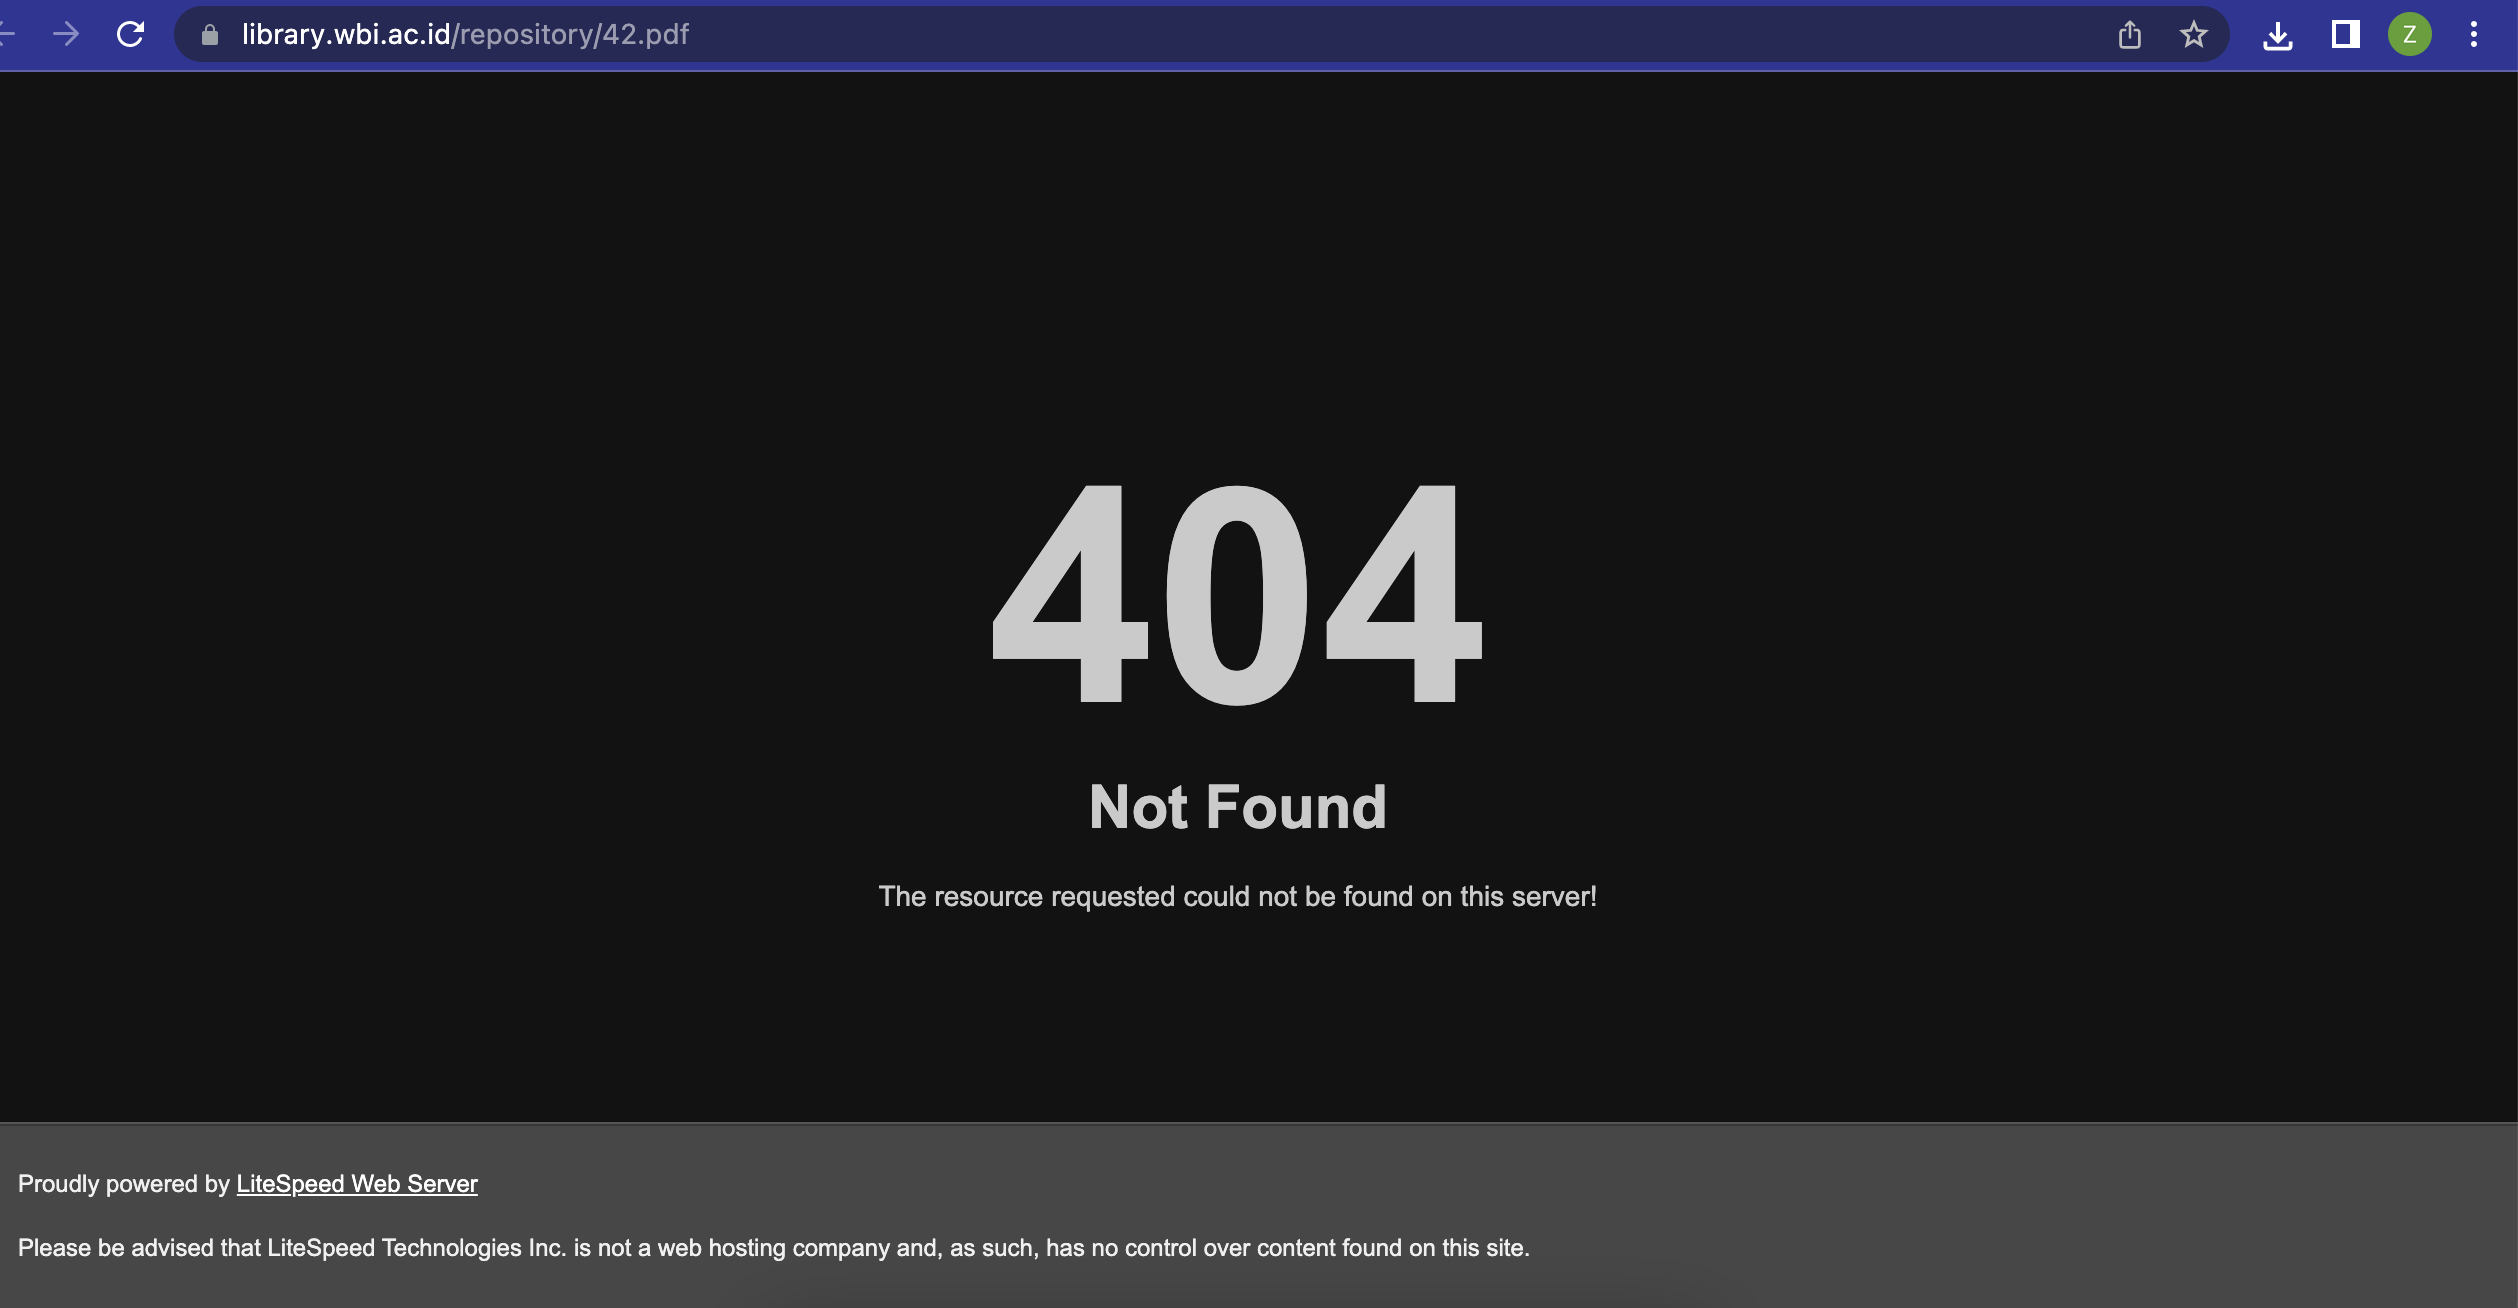 library.wbi.ac.id/repository/42.pdf
Z
404
Not Found
The resource requested could not be found on this server!
Proudly powered by LiteSpeed Web Server
Please be advised that LiteSpeed Technologies Inc. is not a web hosting company and, as such, has no control over content found on this site.